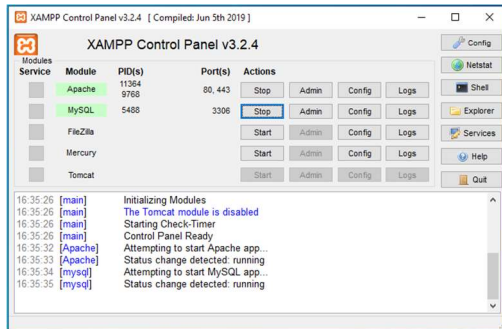 XAMPP Control Panel v3.2.4 [ Compiled: Jun 5th 2019 ]
XAMPP Control Panel v3.2.4
Config
Modules
Service Module PID(s) Port(s) Actions
Netstat
Apache 11364 9768 80, 443 Stop Admin Config Logs
Shell
MySQL 5488 3306 Stop Admin Config Logs
Explorer
FileZilla Start Admin Config Logs
Services
Mercury Start Admin Config Logs
Help
Tomcat Start Admin Config Logs
Quit
16:35:26 [main] Initializing Modules
16:35:26 [main] The Tomcat module is disabled
16:35:26 [main] Starting Check-Timer
16:35:26 [main] Control Panel Ready
16:35:32 [Apache] Attempting to start Apache app...
16:35:33 [Apache] Status change detected: running
16:35:34 [mysql] Attempting to start MySQL app...
16:35:35 [mysql] Status change detected: running